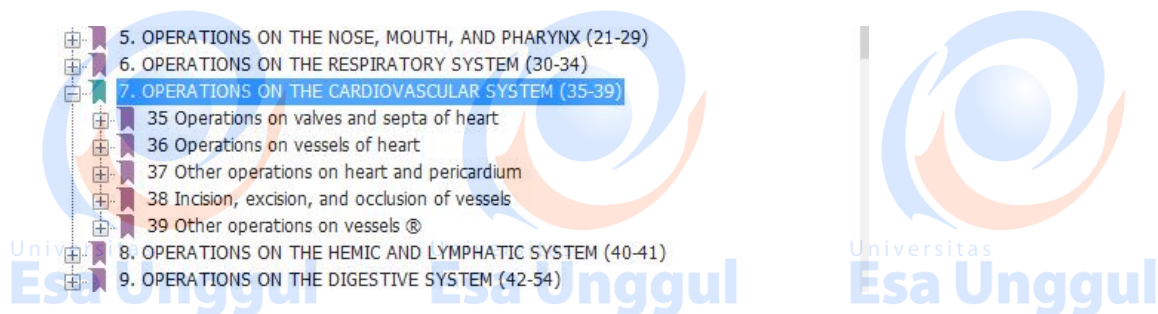 5. OPERATIONS ON THE NOSE, MOUTH, AND PHARYNX (21-29)
6. OPERATIONS ON THE RESPIRATORY SYSTEM (30-34)
7. OPERATIONS ON THE CARDIOVASCULAR SYSTEM (35-39)
35 Operations on valves and septa of heart
36 Operations on vessels of heart
37 Other operations on heart and pericardium
38 Incision, excision, and occlusion of vessels
39 Other operations on vessels ®
8. OPERATIONS ON THE HEMIC AND LYMPHATIC SYSTEM (40-41)
9. OPERATIONS ON THE DIGESTIVE SYSTEM (42-54)
Universitas
Esa Unggul
Universitas
Esa Unggul
Universitas
Esa Unggul